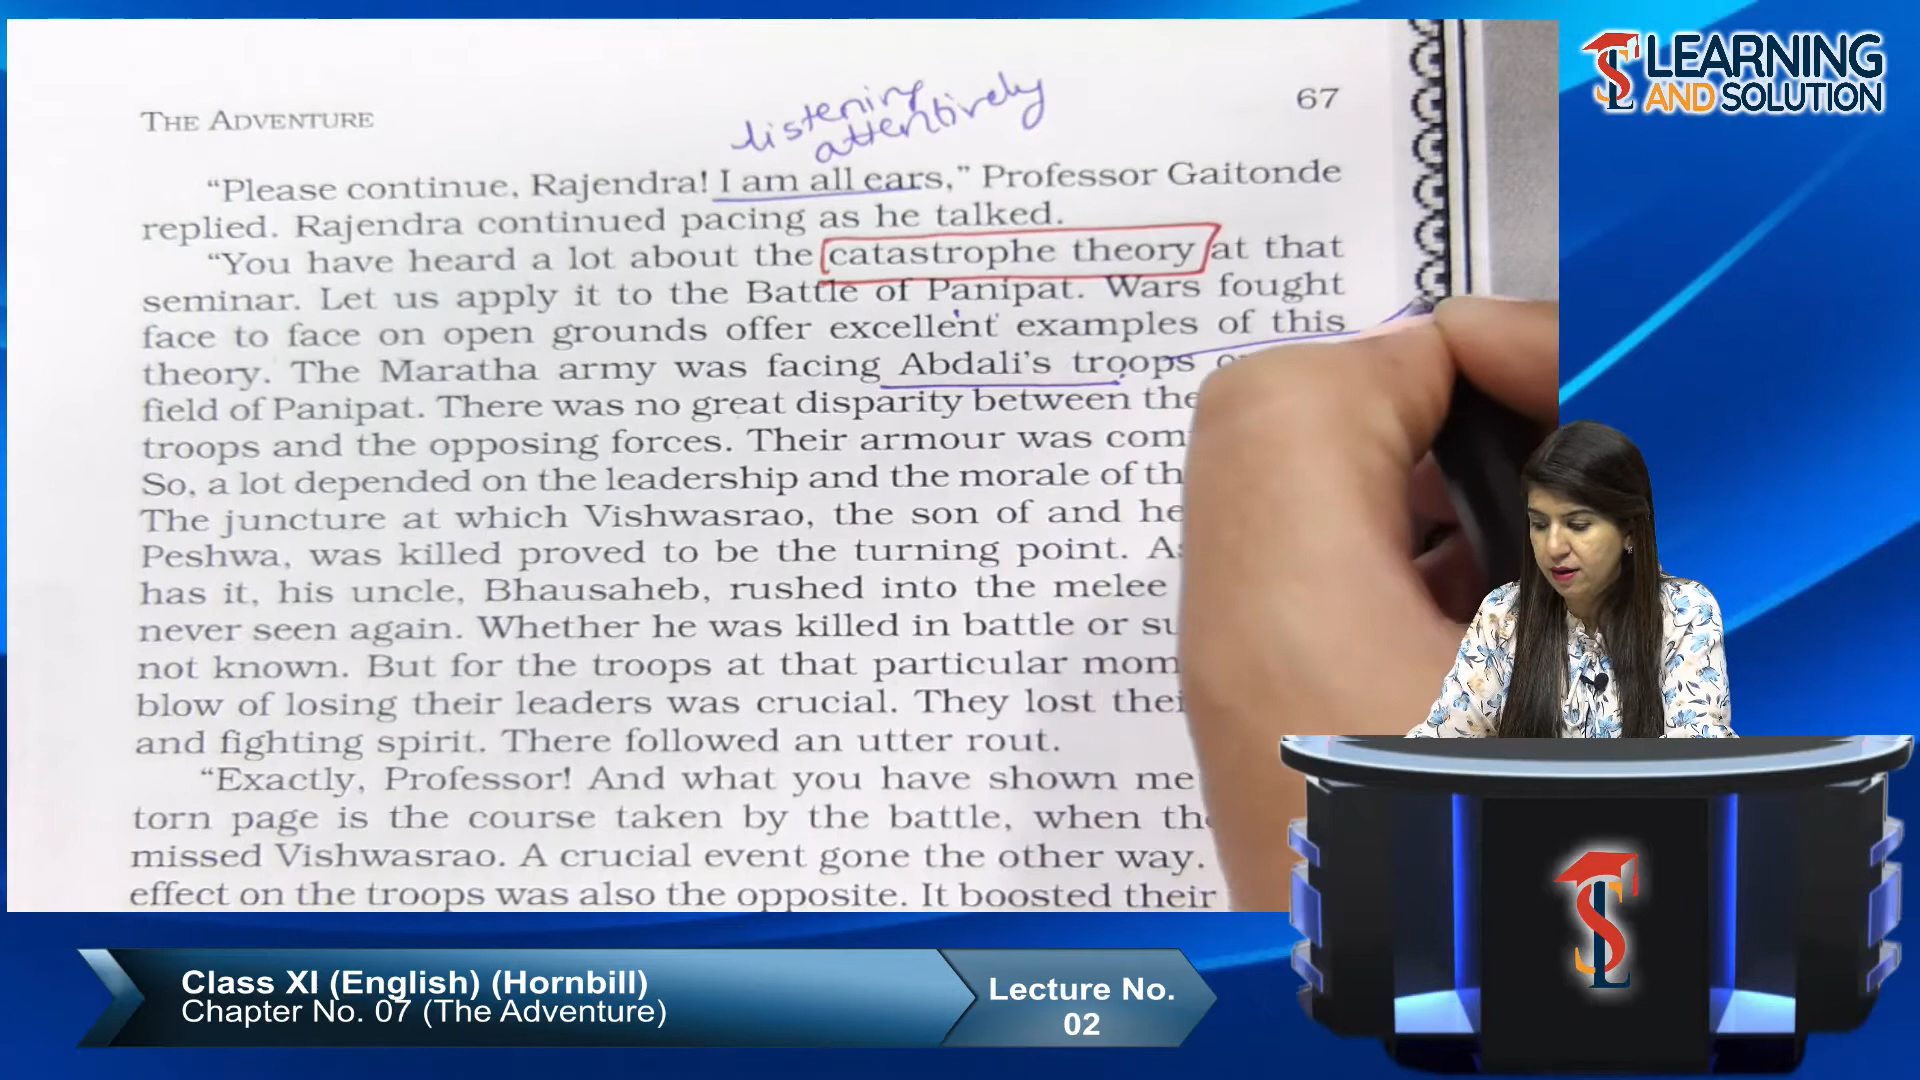 LEARNING
AND SOLUTION
THE ADVENTURE
listening
attentively
67
“Please continue, Rajendra! I am all ears,” Professor Gaitonde
replied. Rajendra continued pacing as he talked.
“You have heard a lot about the catastrophe theory at that
seminar. Let us apply it to the Battle of Panipat. Wars fought
face to face on open grounds offer excellent examples of this
theory. The Maratha army was facing Abdali’s troops
field of Panipat. There was no great disparity between the
troops and the opposing forces. Their armour was com
So, a lot depended on the leadership and the morale of th
The juncture at which Vishwasrao, the son of and he
Peshwa, was killed proved to be the turning point. As
has it, his uncle, Bhausaheb, rushed into the melee
never seen again. Whether he was killed in battle or su
not known. But for the troops at that particular mom
blow of losing their leaders was crucial. They lost thei
and fighting spirit. There followed an utter rout.
“Exactly, Professor! And what you have shown me
torn page is the course taken by the battle, when the
missed Vishwasrao. A crucial event gone the other way.
effect on the troops was also the opposite. It boosted their
Class XI (English) (Hornbill)
Chapter No. 07 (The Adventure)
Lecture No.
02